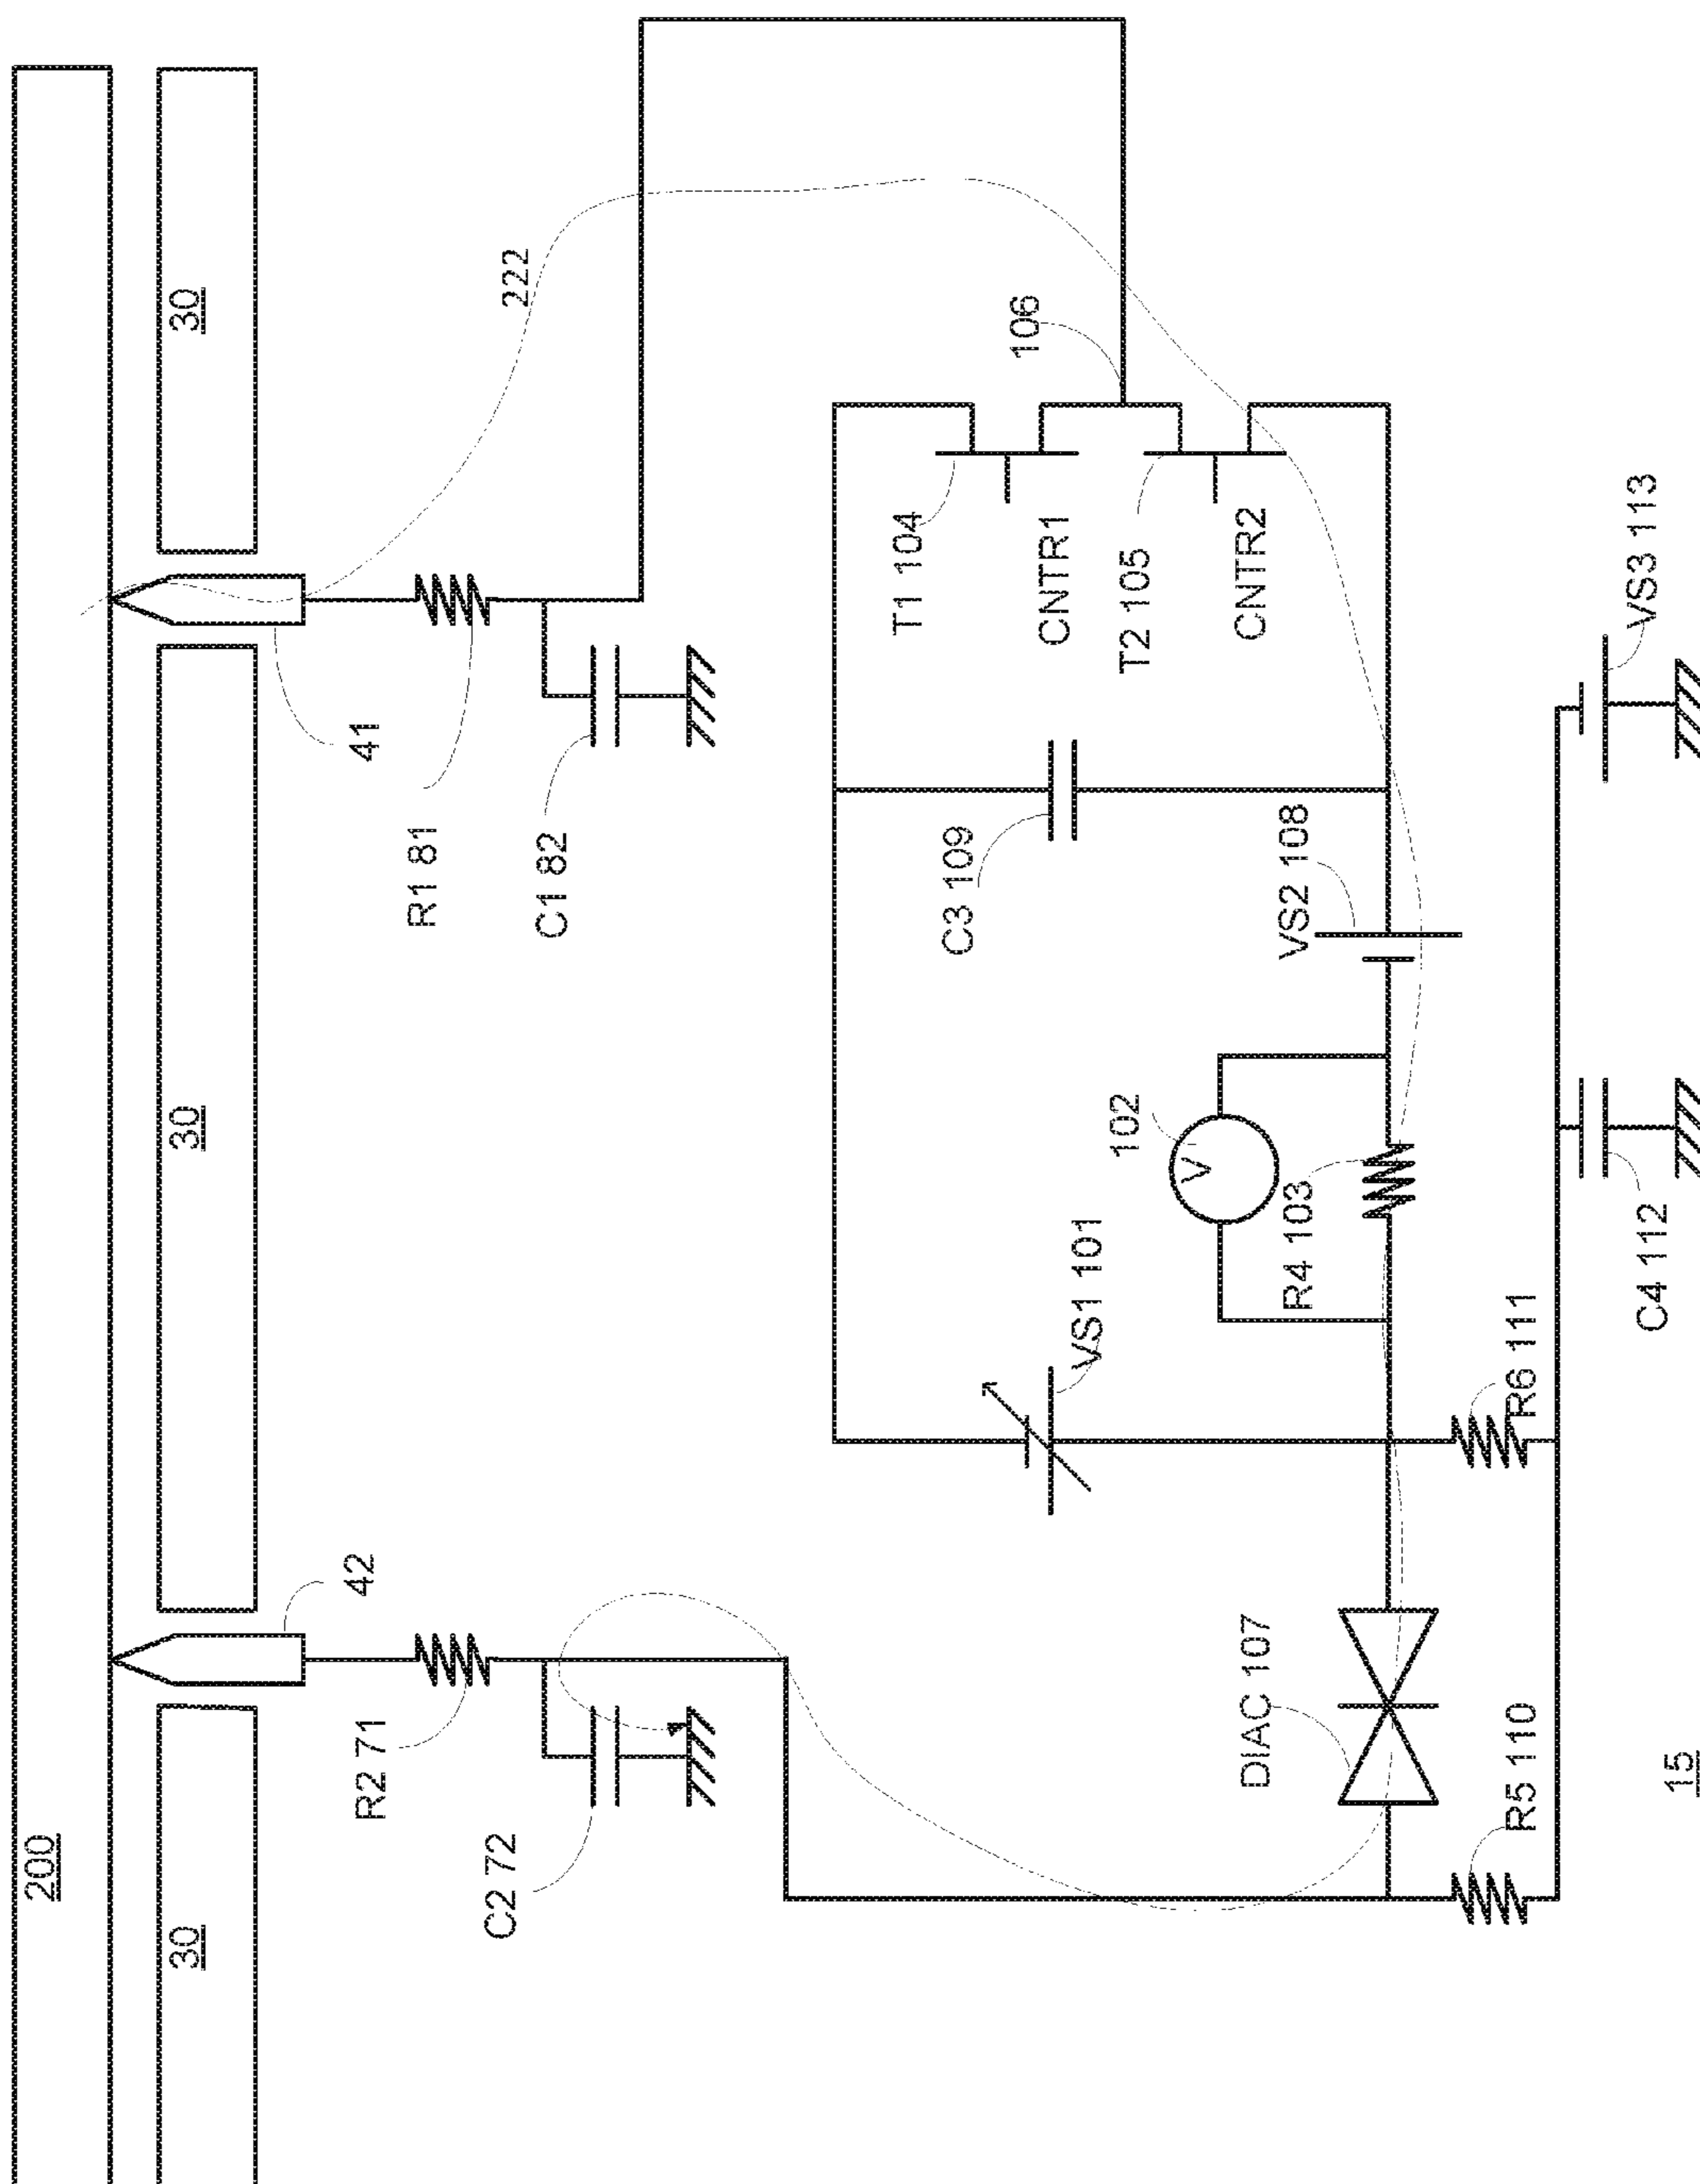 200
30
30
30
42
41
222
R2 71
R1 81
C2 72
C1 82
106
T1 104
CNTR1
T2 105
CNTR2
C3 109
VS1 101
102
V
R4 103
VS2 108
DIAC 107
R5 110
R6 111
C4 112
VS3 113
15